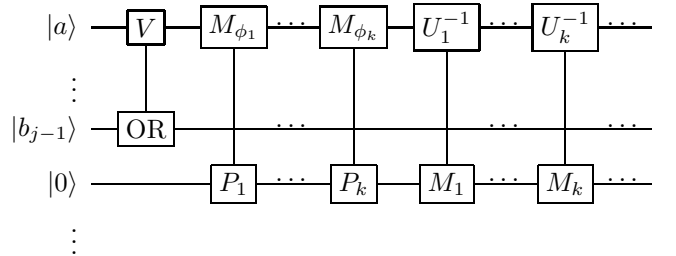 |a⟩ V M_{ϕ_1} ... M_{ϕ_k} ... U_1^{-1} ... U_k^{-1} ...
⋮
|b_{j−1}⟩ OR ... ... ... ...
|0⟩ P_1 ... P_k ... M_1 ... M_k ...
⋮